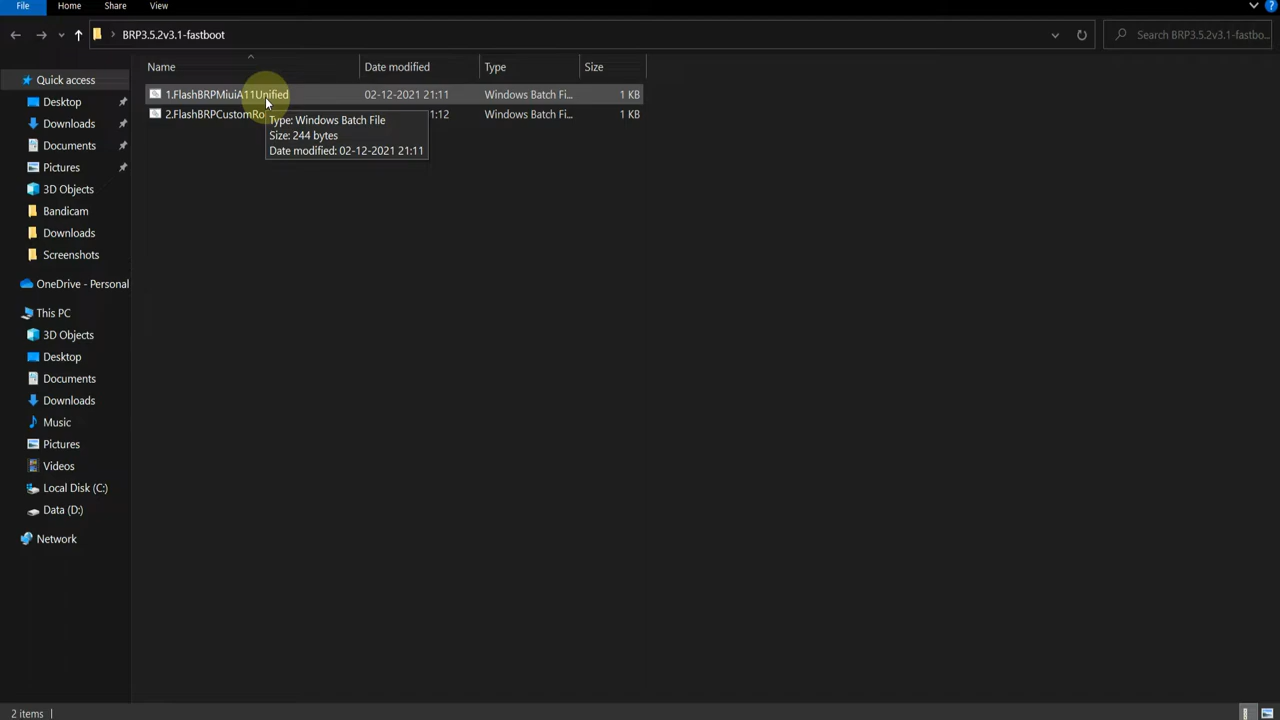 File Home Share View
BRP3.5.2v3.1-fastboot
Search BRP3.5.2v3.1-fastbo...
Name Date modified Type Size
Quick access
Desktop
Downloads
Documents
Pictures
3D Objects
Bandicam
Downloads
Screenshots
OneDrive - Personal
This PC
3D Objects
Desktop
Documents
Downloads
Music
Pictures
Videos
Local Disk (C:)
Data (D:)
Network
1.FlashBRPMiuiA11Unified 02-12-2021 21:11 Windows Batch Fi... 1 KB
2.FlashBRPCustomRo 1:12 Windows Batch Fi... 1 KB
Type: Windows Batch File
Size: 244 bytes
Date modified: 02-12-2021 21:11
2 items